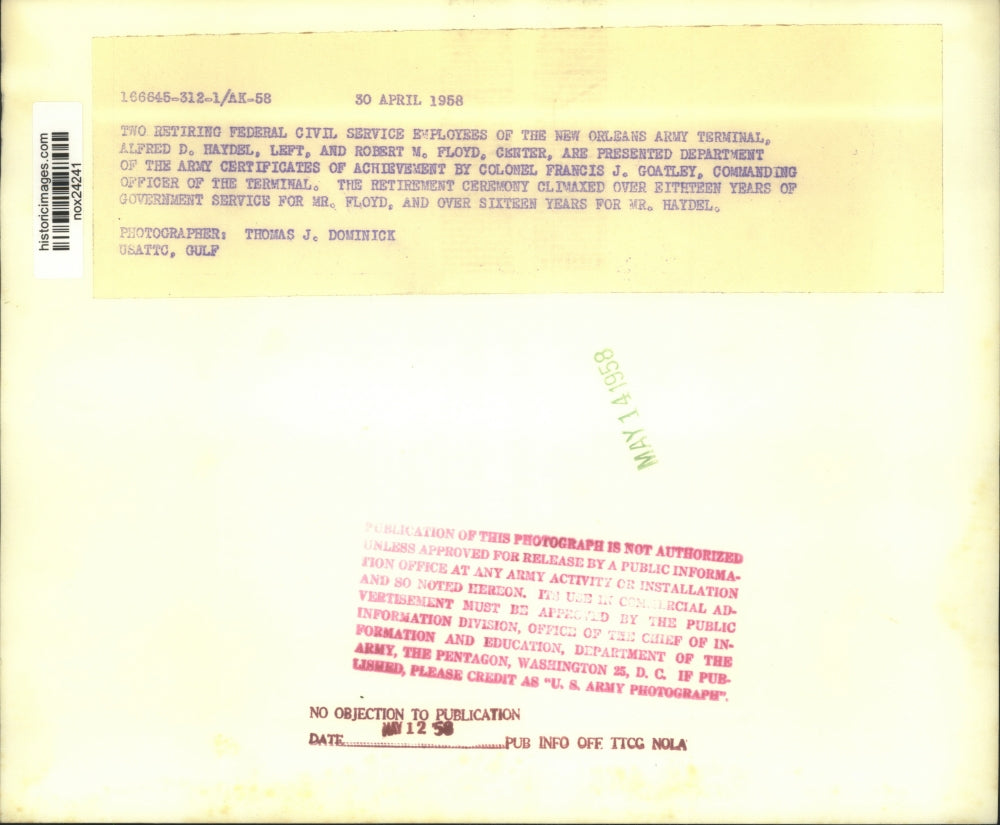 166645-312-1/AK-58 30 APRIL 1958
TWO RETIRING FEDERAL CIVIL SERVICE EMPLOYEES OF THE NEW ORLEANS ARMY TERMINAL,
ALFRED D. HAYDEL, LEFT, AND ROBERT M. FLOYD, CENTER, ARE PRESENTED DEPARTMENT
OF THE ARMY CERTIFICATES OF ACHIEVEMENT BY COLONEL FRANCIS J. GOATLEY, COMMANDING
OFFICER OF THE TERMINAL. THE RETIREMENT CEREMONY CLIMAXED OVER EITHTEEN YEARS OF
GOVERNMENT SERVICE FOR MR. FLOYD, AND OVER SIXTEEN YEARS FOR MR. HAYDEL.
PHOTOGRAPHER: THOMAS J. DOMINICK
USATTC, GULF
historicimages.com
nox24241
MAY 14 1958
PUBLICATION OF THIS PHOTOGRAPH IS NOT AUTHORIZED
UNLESS APPROVED FOR RELEASE BY A PUBLIC INFORMA-
TION OFFICE AT ANY ARMY ACTIVITY OR INSTALLATION
AND SO NOTED HEREON. ITS USE IN COMMERCIAL AD-
VERTISEMENT MUST BE APPROVED BY THE PUBLIC
INFORMATION DIVISION, OFFICE OF THE CHIEF OF IN-
FORMATION AND EDUCATION, DEPARTMENT OF THE
ARMY, THE PENTAGON, WASHINGTON 25, D. C. IF PUB-
LISHED, PLEASE CREDIT AS "U. S. ARMY PHOTOGRAPH".
NO OBJECTION TO PUBLICATION
MAY 12 58
DATE PUB INFO OFF. TTCG NOLA